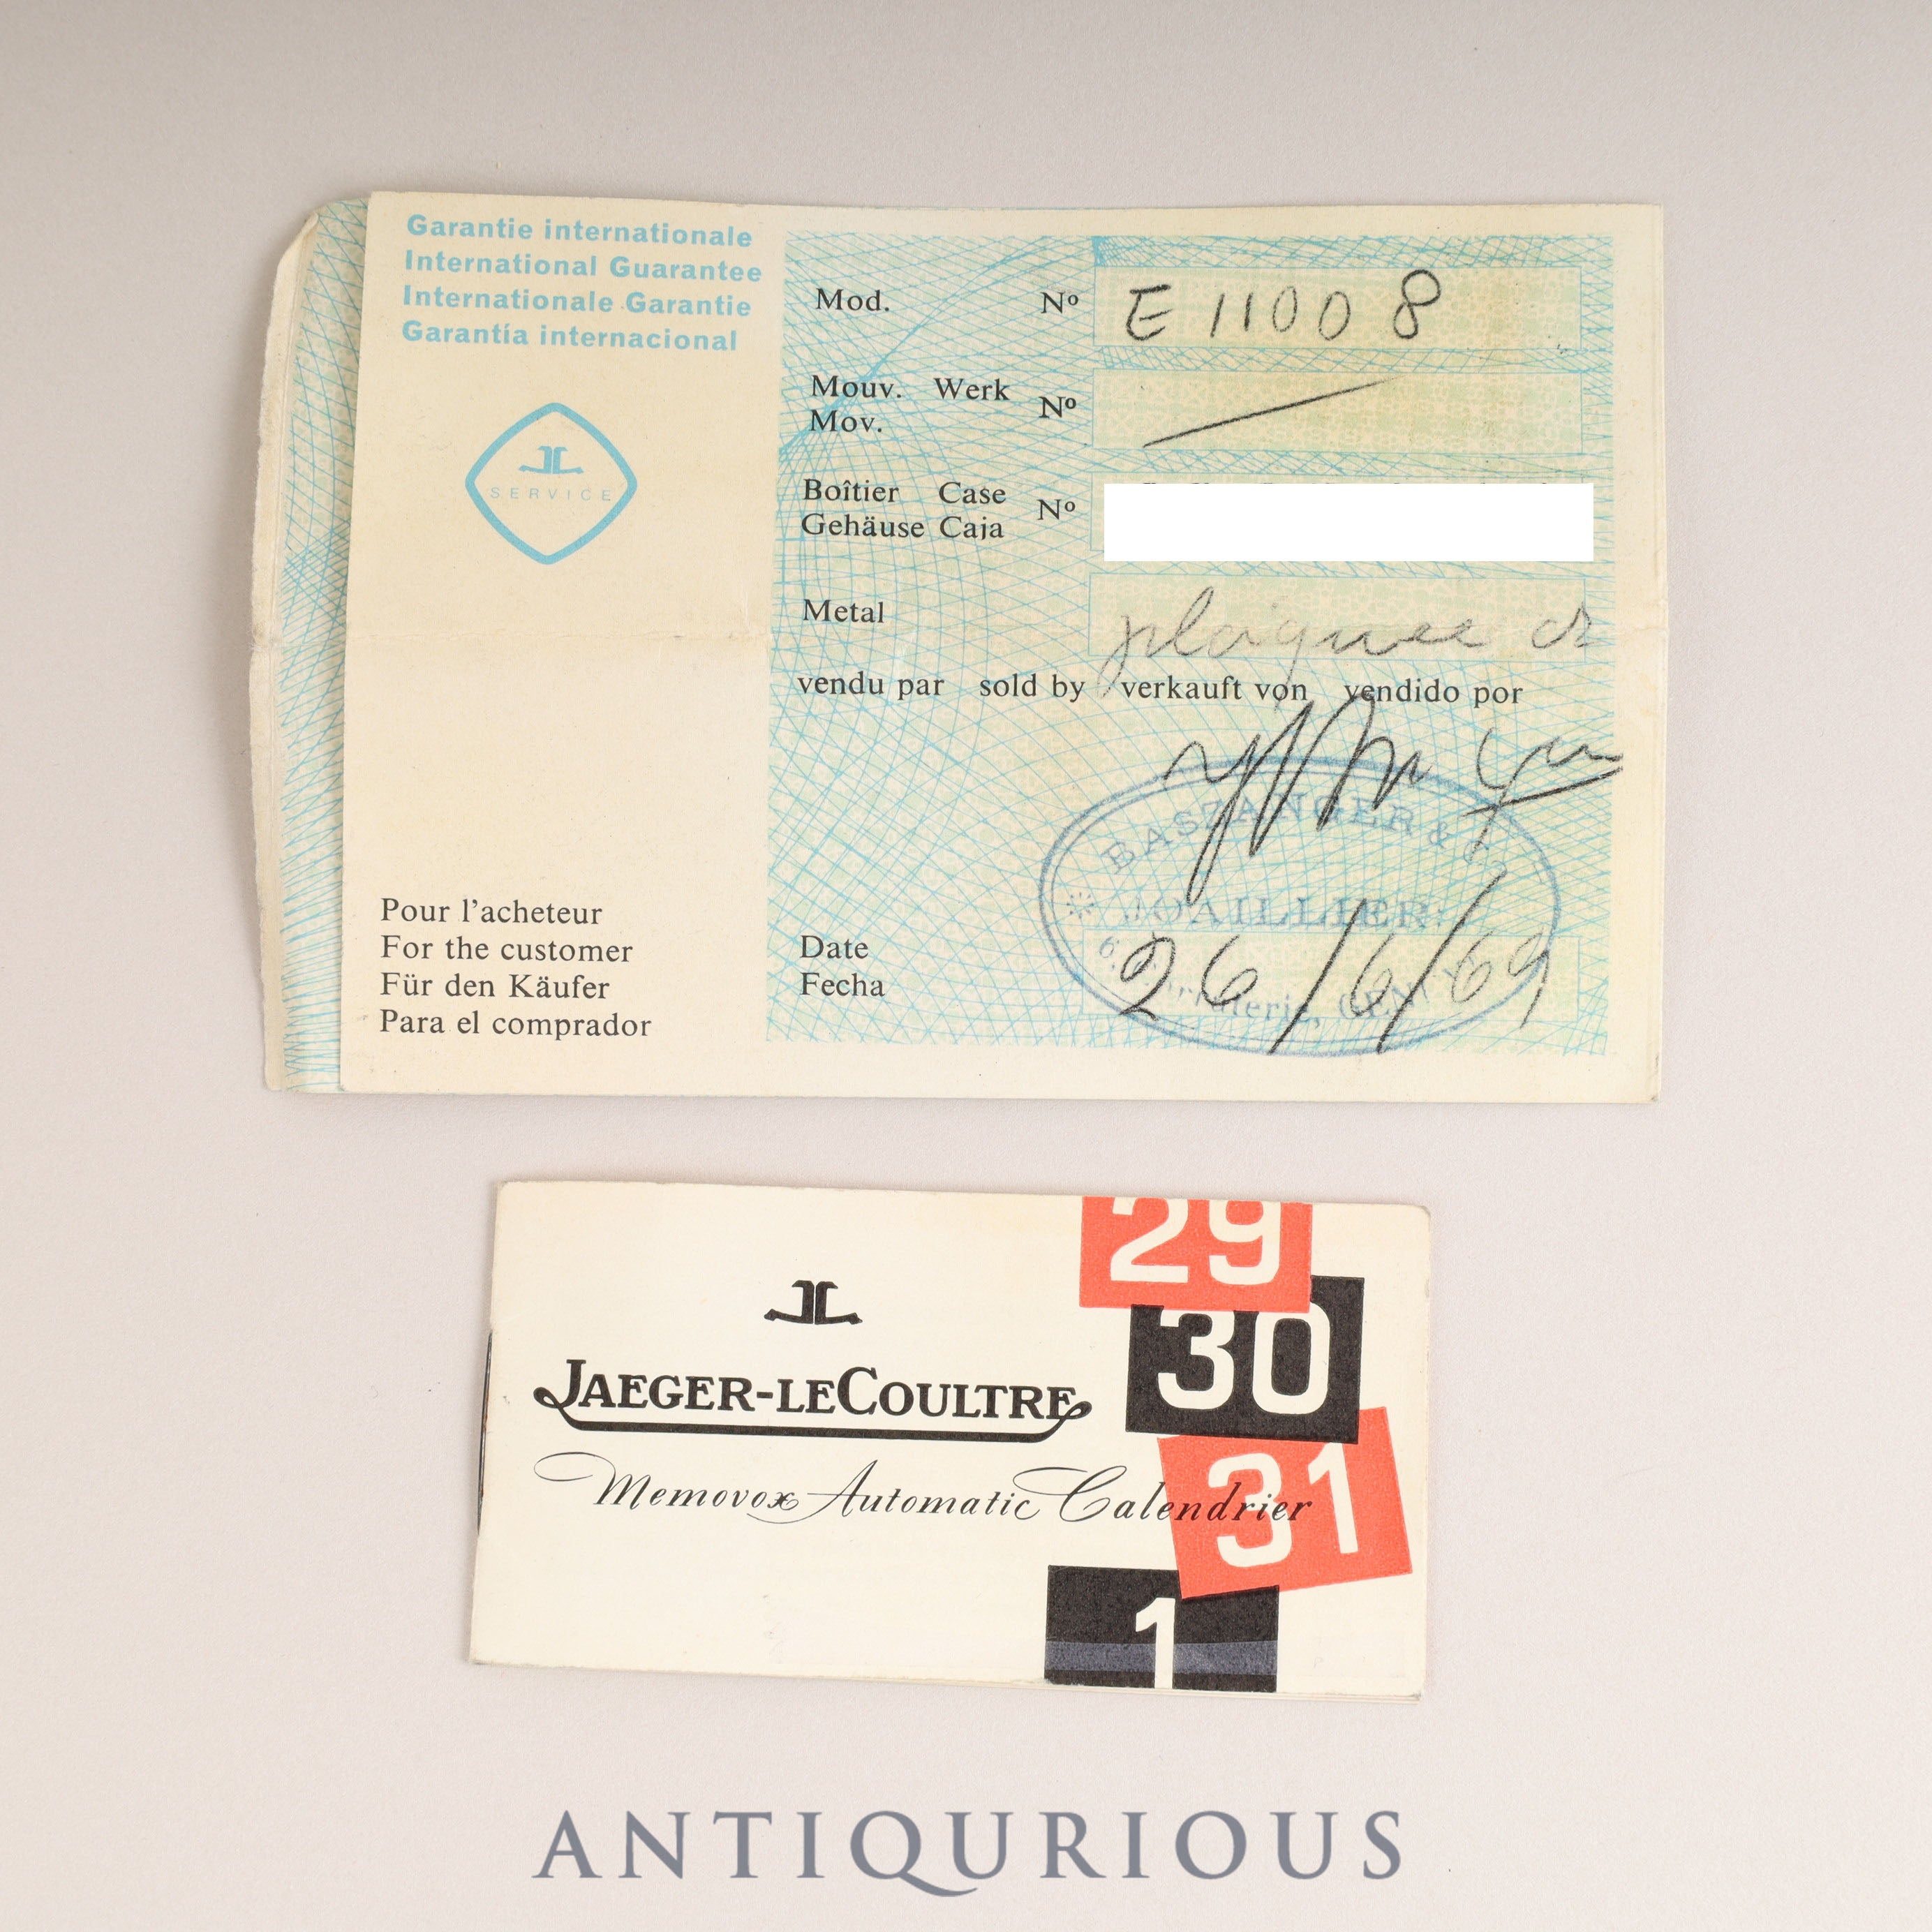 Garantie internationale
International Guarantee
Internationale Garantie
Garantía internacional
SERVICE
Pour l'acheteur
For the customer
Für den Käufer
Para el comprador
Mod. Nº E 11008
Mouv. Werk Nº
Mov.
Boîtier Case Nº
Gehäuse Caja
Metal plaquee or
vendu par sold by verkauft von vendido por
BASZANGER &
JOAILLIER
Date 26/6/69
Fecha
29
30
31
1
JAEGER-LECOULTRE
Memovox Automatic Calendrier
ANTIQURIOUS